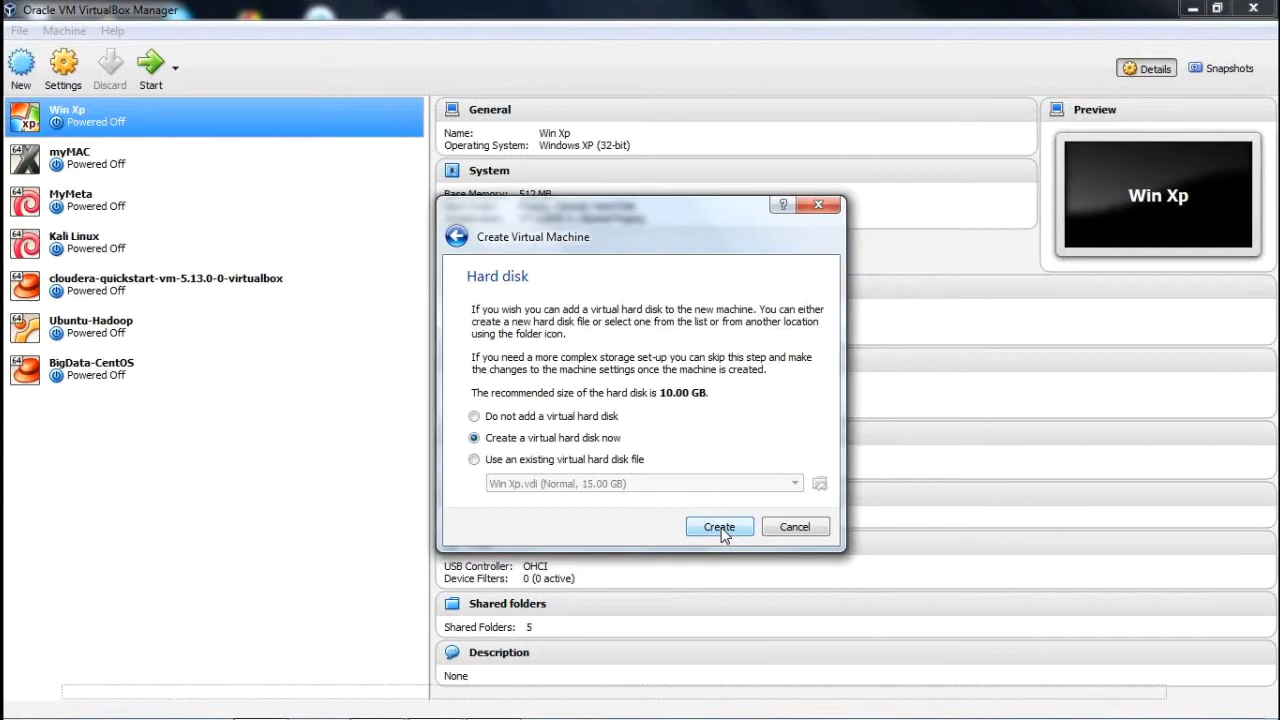 Oracle VM VirtualBox Manager
File Machine Help
New Settings Discard Start
Details Snapshots
Win Xp
Powered Off
myMAC
Powered Off
MyMeta
Powered Off
Kali Linux
Powered Off
cloudera-quickstart-vm-5.13.0-0-virtualbox
Powered Off
Ubuntu-Hadoop
Powered Off
BigData-CentOS
Powered Off
General
Name: Win Xp
Operating System: Windows XP (32-bit)
System
Base Memory: 512 MB
Preview
Win Xp
Create Virtual Machine
Hard disk
If you wish you can add a virtual hard disk to the new machine. You can either
create a new hard disk file or select one from the list or from another location
using the folder icon.
If you need a more complex storage set-up you can skip this step and make
the changes to the machine settings once the machine is created.
The recommended size of the hard disk is 10.00 GB.
Do not add a virtual hard disk
Create a virtual hard disk now
Use an existing virtual hard disk file
Win Xp.vdi (Normal, 15.00 GB)
Create Cancel
USB Controller: OHCI
Device Filters: 0 (0 active)
Shared folders
Shared Folders: 5
Description
None